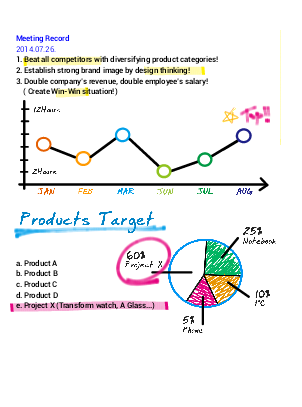 Meeting Record
2014.07.26.
1. Beat all competitors with diversifying product categories!
2. Establish strong brand image by design thinking!
3. Double company's revenue, double employee's salary!
( Create Win-Win situation!)
12Hours
2Hours
JAN FEB MAR JUN JUL AUG
Products Target
25%
Notebook
60%
Project X
a. Product A
b. Product B
c. Product C
d. Product D
e. Project X (Transform watch, A Glass...)
10%
PC
5%
Phone